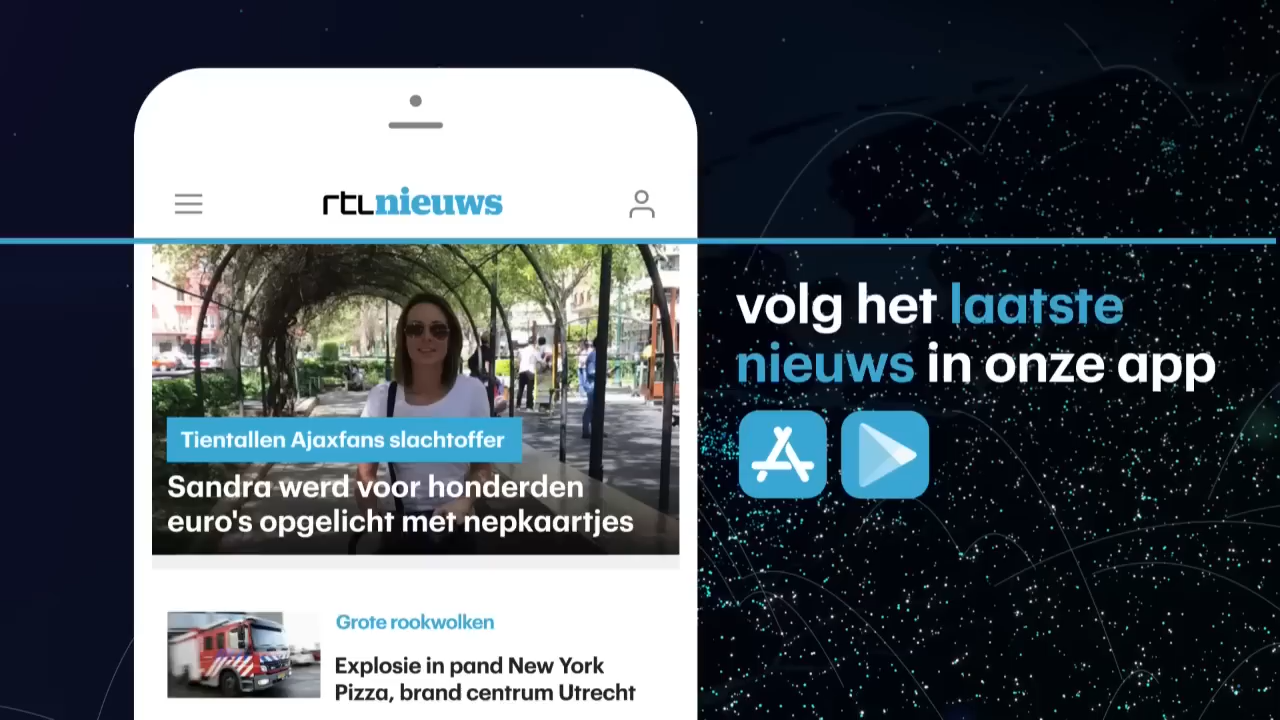 rtlnieuws
Tientallen Ajaxfans slachtoffer
Sandra werd voor honderden
euro's opgelicht met nepkaartjes
Grote rookwolken
Explosie in pand New York
Pizza, brand centrum Utrecht
volg het laatste
nieuws in onze app